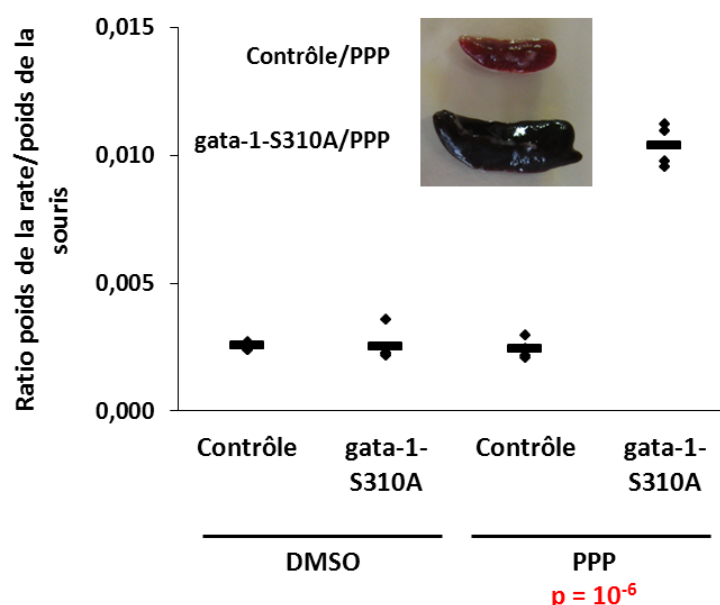 Ratio poids de la rate/poids de la
souris
0,015
0,010
0,005
0,000
Contrôle/PPP
gata-1-S310A/PPP
Contrôle
gata-1-
S310A
Contrôle
gata-1-
S310A
DMSO
PPP
p = 10⁻⁶